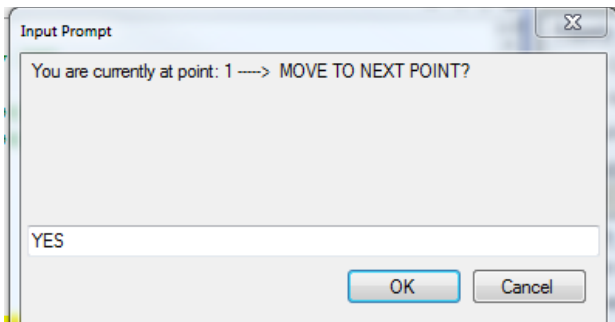 Input Prompt
You are currently at point: 1 -----> MOVE TO NEXT POINT?
YES
OK
Cancel